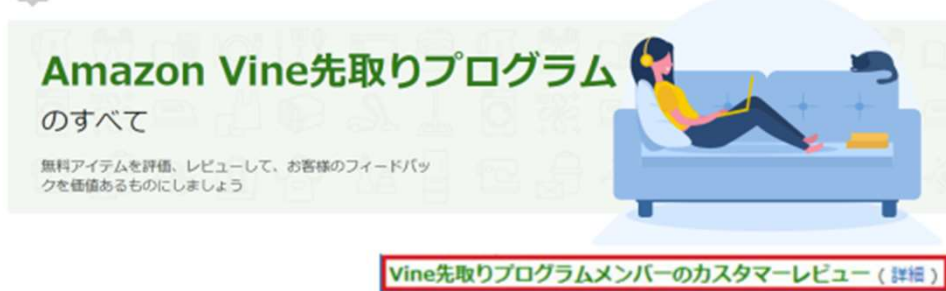 Amazon Vine先取りプログラム
のすべて
無料アイテムを評価、レビューして、お客様のフィードバッ
クを価値あるものにしましょう
Vine先取りプログラムメンバーのカスタマーレビュー ( 詳細 )